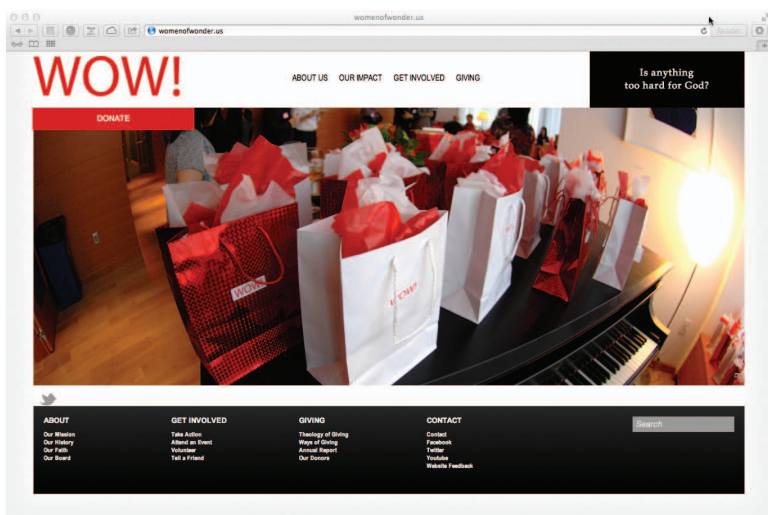 womenofwonder.us
womenofwonder.us
Reader
WOW!
ABOUT US OUR IMPACT GET INVOLVED GIVING
Is anything
too hard for God?
DONATE
WOW!
WOW!
ABOUT
Our Mission
Our History
Our Faith
Our Board
GET INVOLVED
Take Action
Attend an Event
Volunteer
Tell a Friend
GIVING
Theology of Giving
Ways of Giving
Annual Report
Our Donors
CONTACT
Contact
Facebook
Twitter
Youtube
Website Feedback
Search